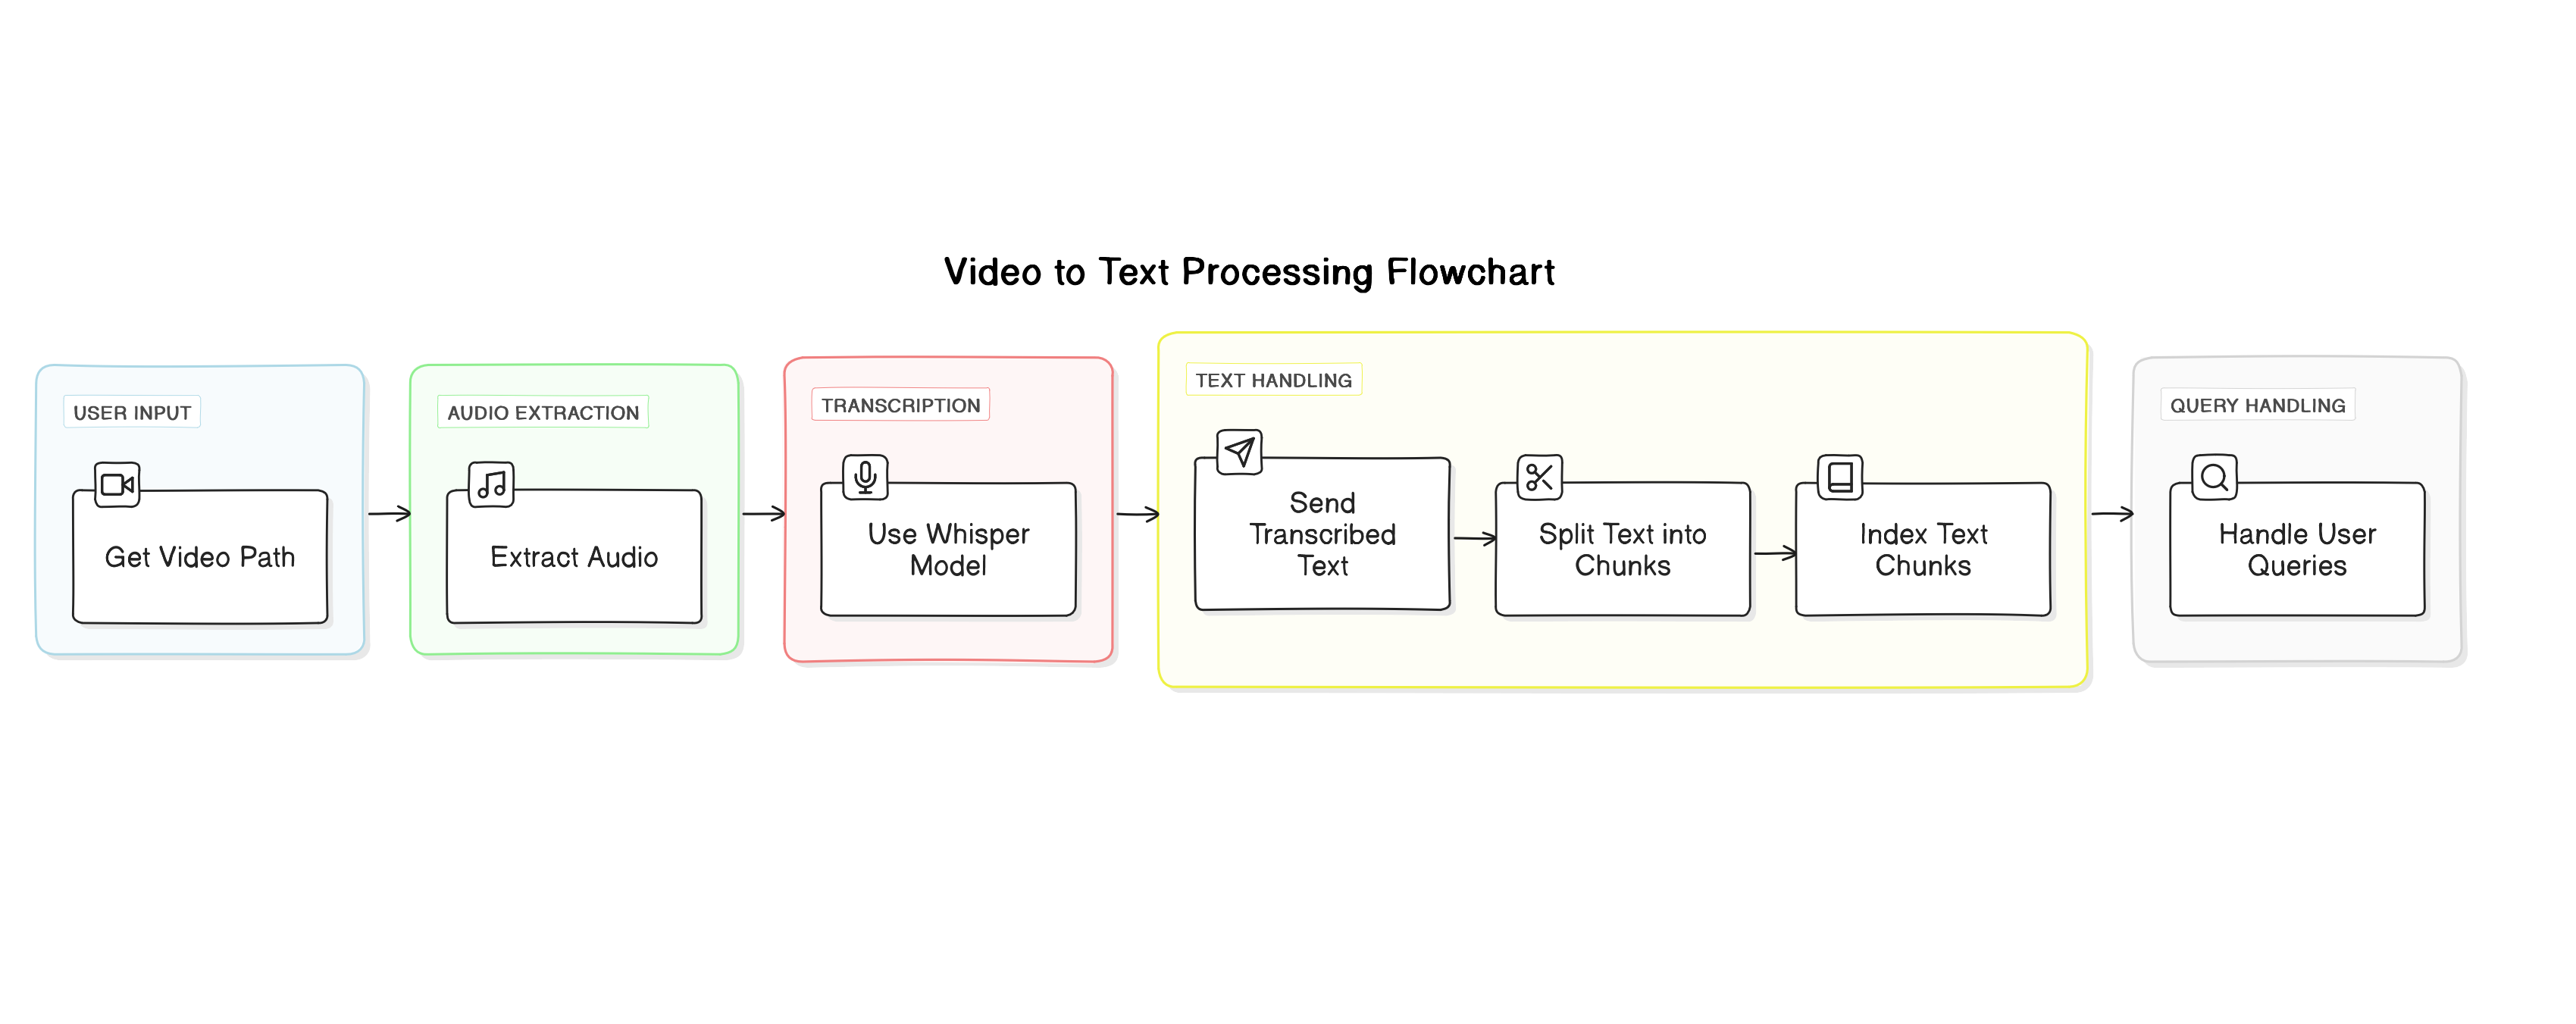 Video to Text Processing Flowchart
USER INPUT
Get Video Path
AUDIO EXTRACTION
Extract Audio
TRANSCRIPTION
Use Whisper
Model
TEXT HANDLING
Send
Transcribed
Text
Split Text into
Chunks
Index Text
Chunks
QUERY HANDLING
Handle User
Queries